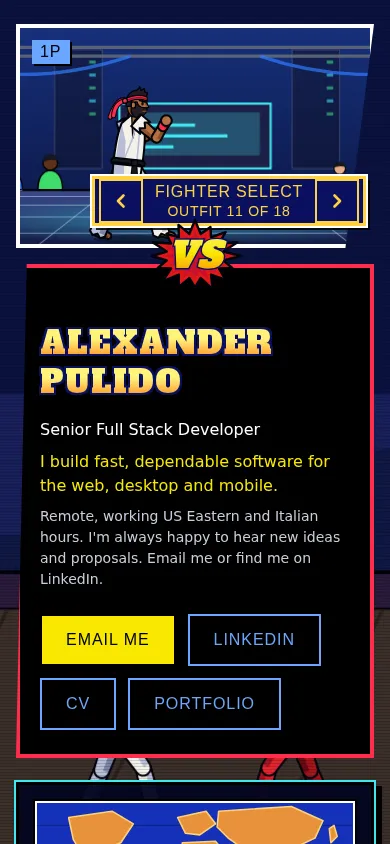 1P
FIGHTER SELECT
OUTFIT 11 OF 18
VS
ALEXANDER
PULIDO
Senior Full Stack Developer
I build fast, dependable software for
the web, desktop and mobile.
Remote, working US Eastern and Italian
hours. I'm always happy to hear new ideas
and proposals. Email me or find me on
LinkedIn.
EMAIL ME
LINKEDIN
CV
PORTFOLIO